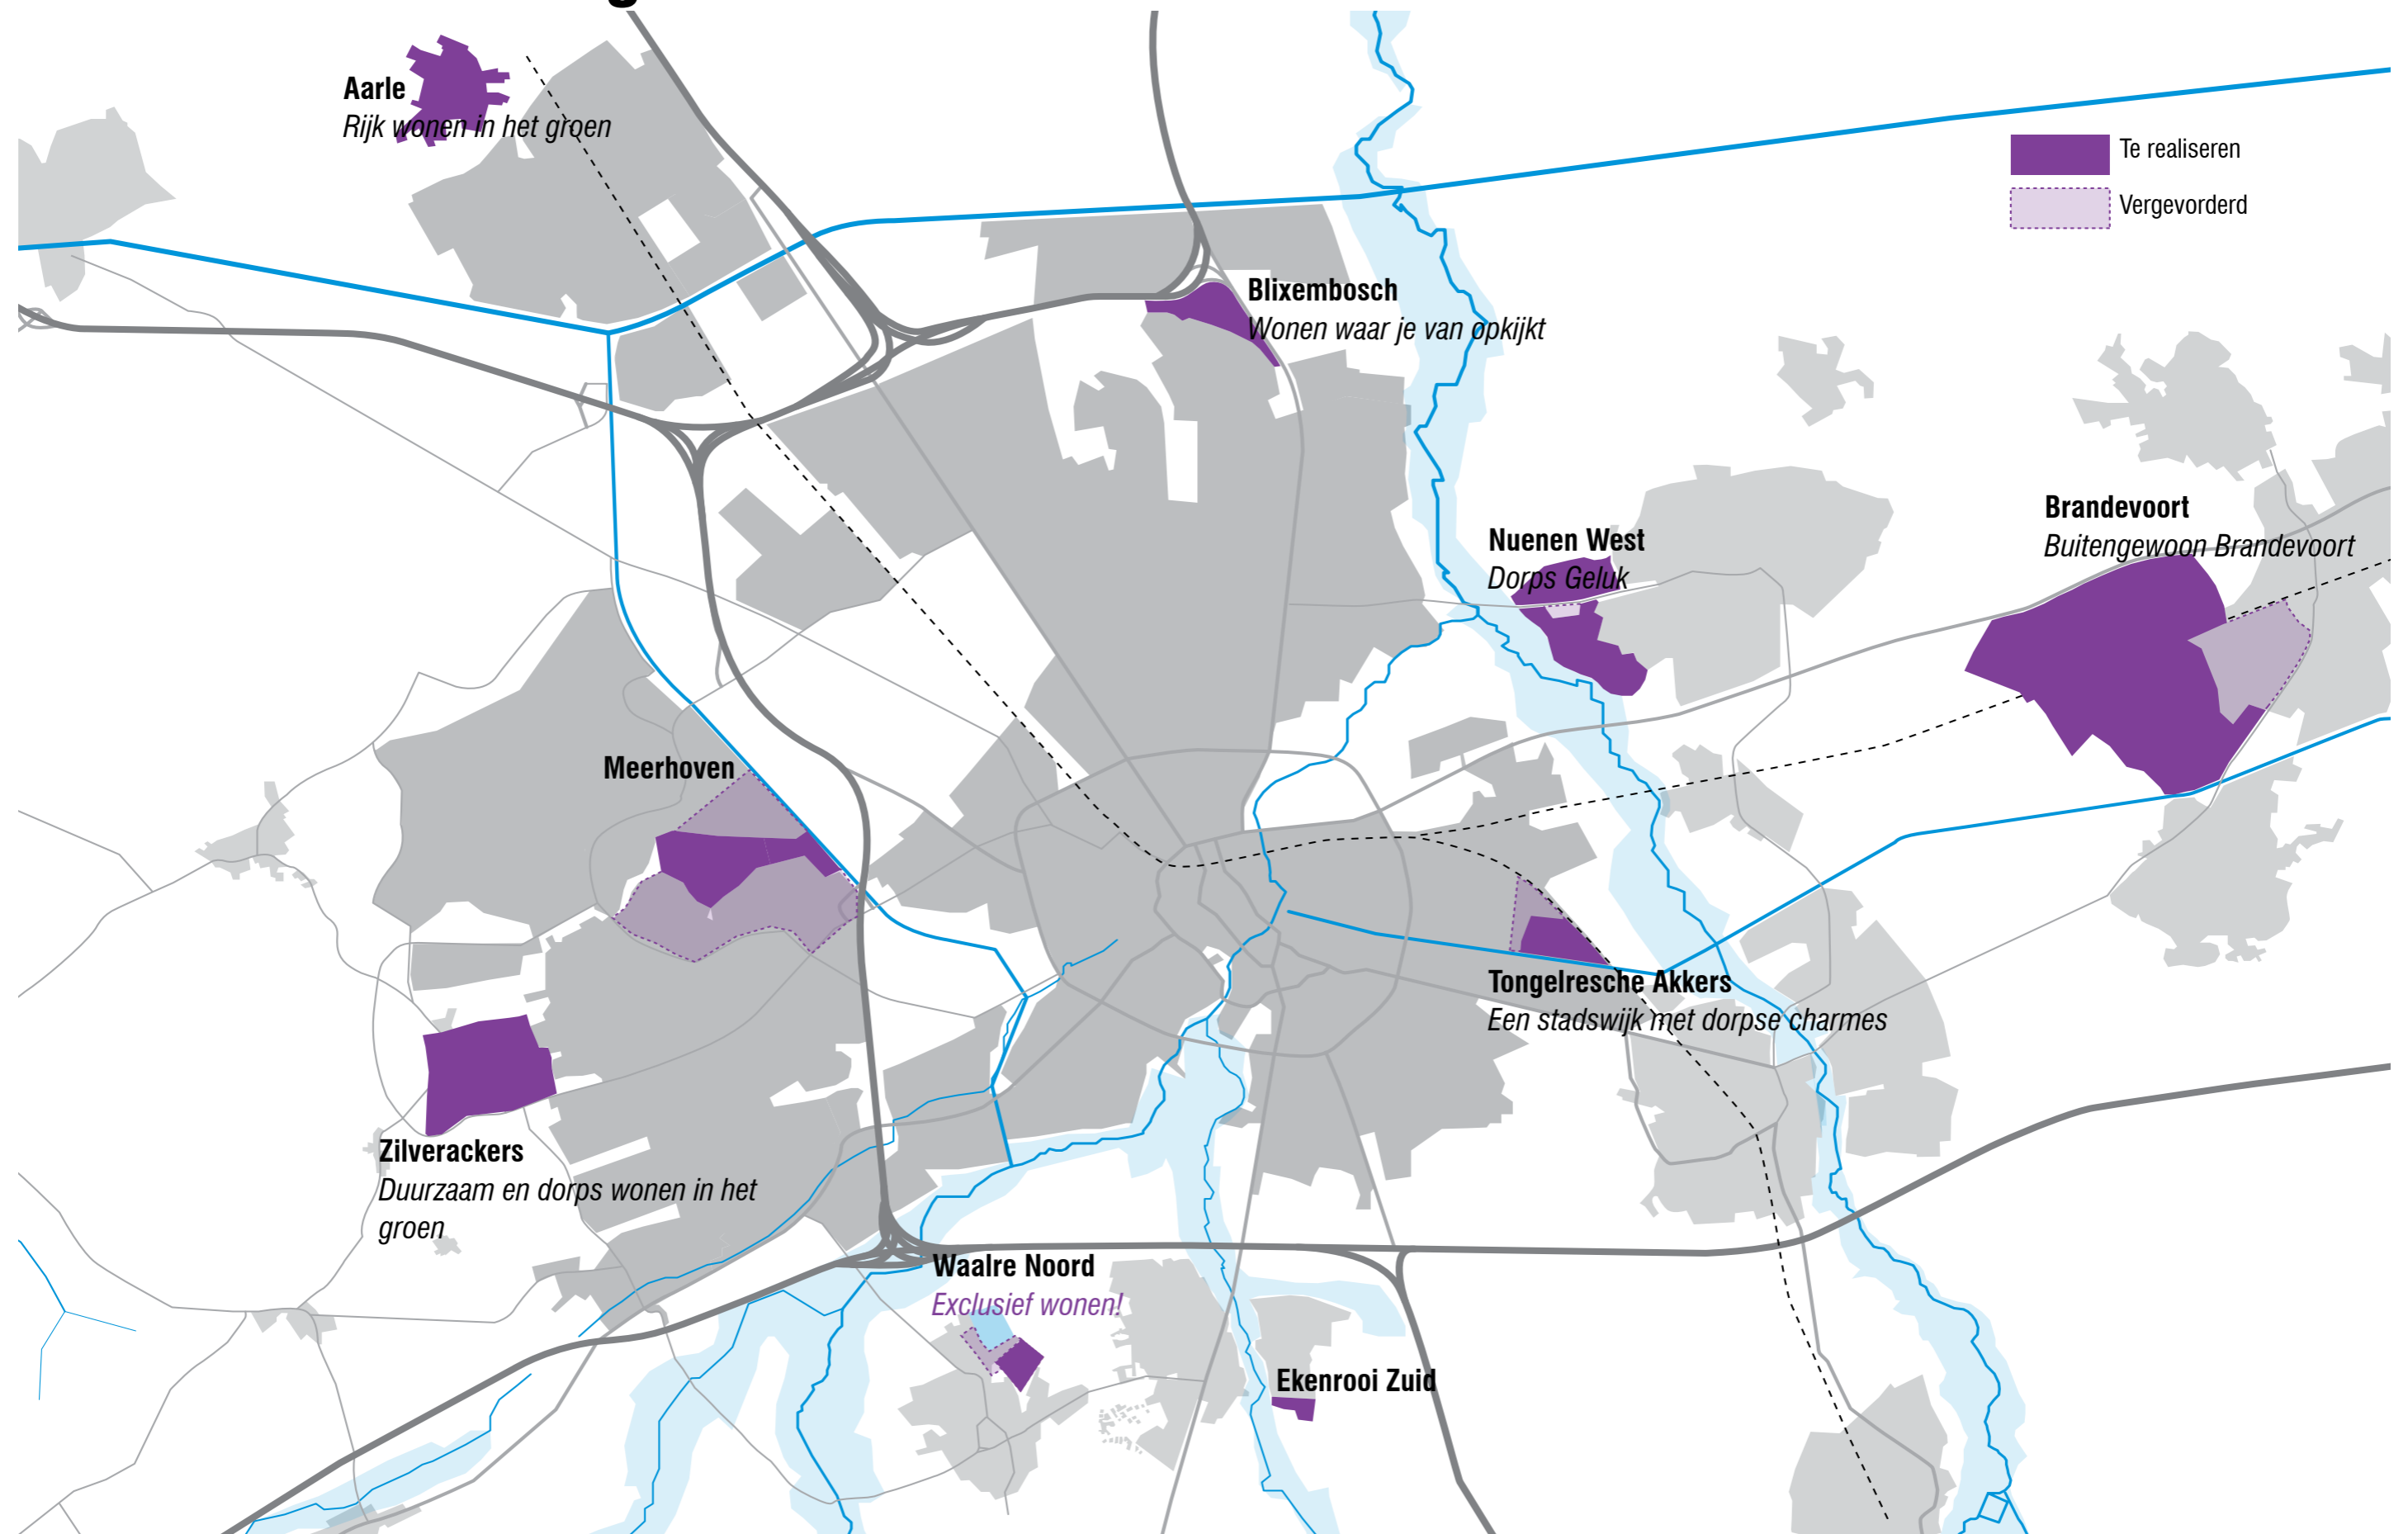 Aarle
Rijk wonen in het groen
Te realiseren
Vergevorderd
Blixembosch
Wonen waar je van opkijkt
Brandevoort
Buitengewoon Brandevoort
Nuenen West
Dorps Geluk
Meerhoven
Tongelresche Akkers
Een stadswijk met dorpse charmes
Zilverackers
Duurzaam en dorps wonen in het
groen
Waalre Noord
Exclusief wonen!
Ekenrooi Zuid